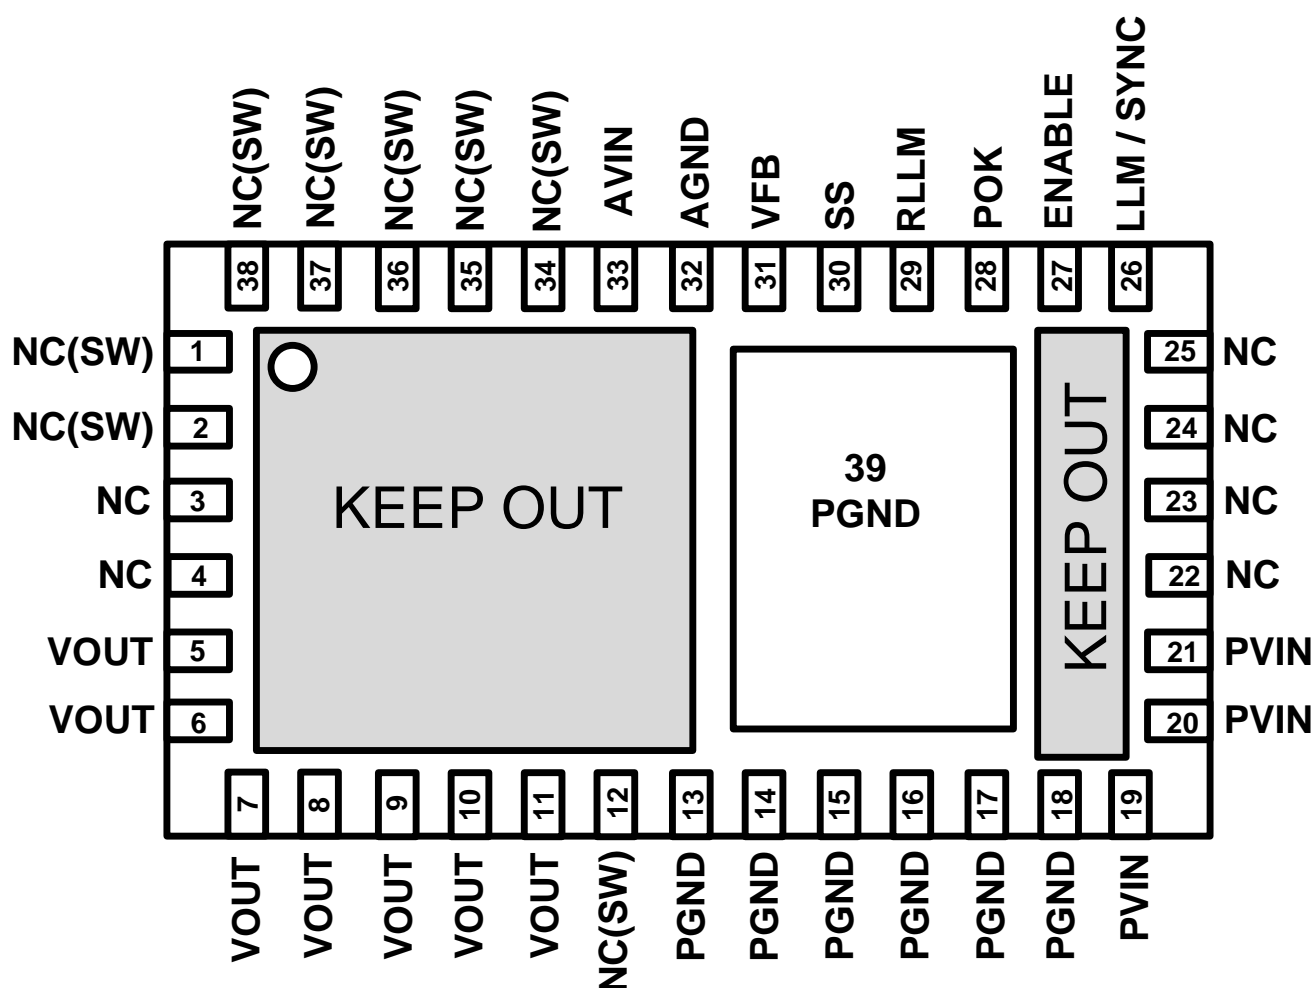 NC(SW)
NC(SW)
NC(SW)
NC(SW)
NC(SW)
AVIN
AGND
VFB
SS
RLLM
POK
ENABLE
LLM / SYNC
38
37
36
35
34
33
32
31
30
29
28
27
26
NC(SW)
1
25
NC
NC(SW)
2
24
NC
NC
3
23
NC
NC
4
22
NC
VOUT
5
21
PVIN
VOUT
6
20
PVIN
KEEP OUT
39
PGND
KEEP OUT
7
8
9
10
11
12
13
14
15
16
17
18
19
VOUT
VOUT
VOUT
VOUT
VOUT
NC(SW)
PGND
PGND
PGND
PGND
PGND
PGND
PVIN